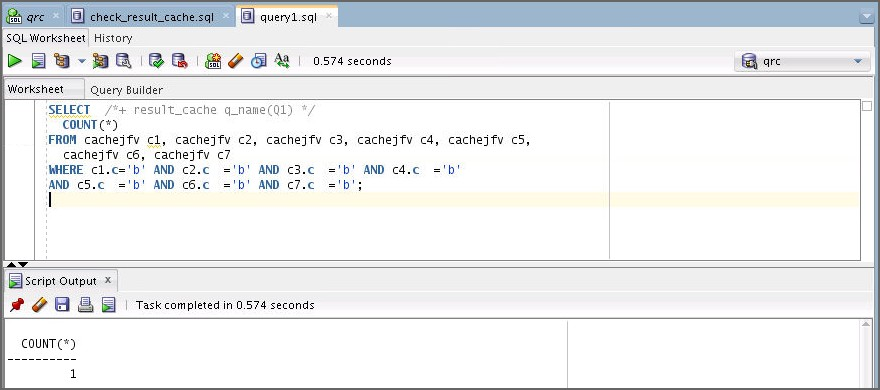 qrc check_result_cache.sql query1.sql
SQL Worksheet History
0.574 seconds qrc
Worksheet Query Builder
SELECT /*+ result_cache q_name(Q1) */
COUNT(*)
FROM cachejfv c1, cachejfv c2, cachejfv c3, cachejfv c4, cachejfv c5,
cachejfv c6, cachejfv c7
WHERE c1.c='b' AND c2.c ='b' AND c3.c ='b' AND c4.c ='b'
AND c5.c ='b' AND c6.c ='b' AND c7.c ='b';
Script Output x
Task completed in 0.574 seconds
COUNT(*)
----------
1